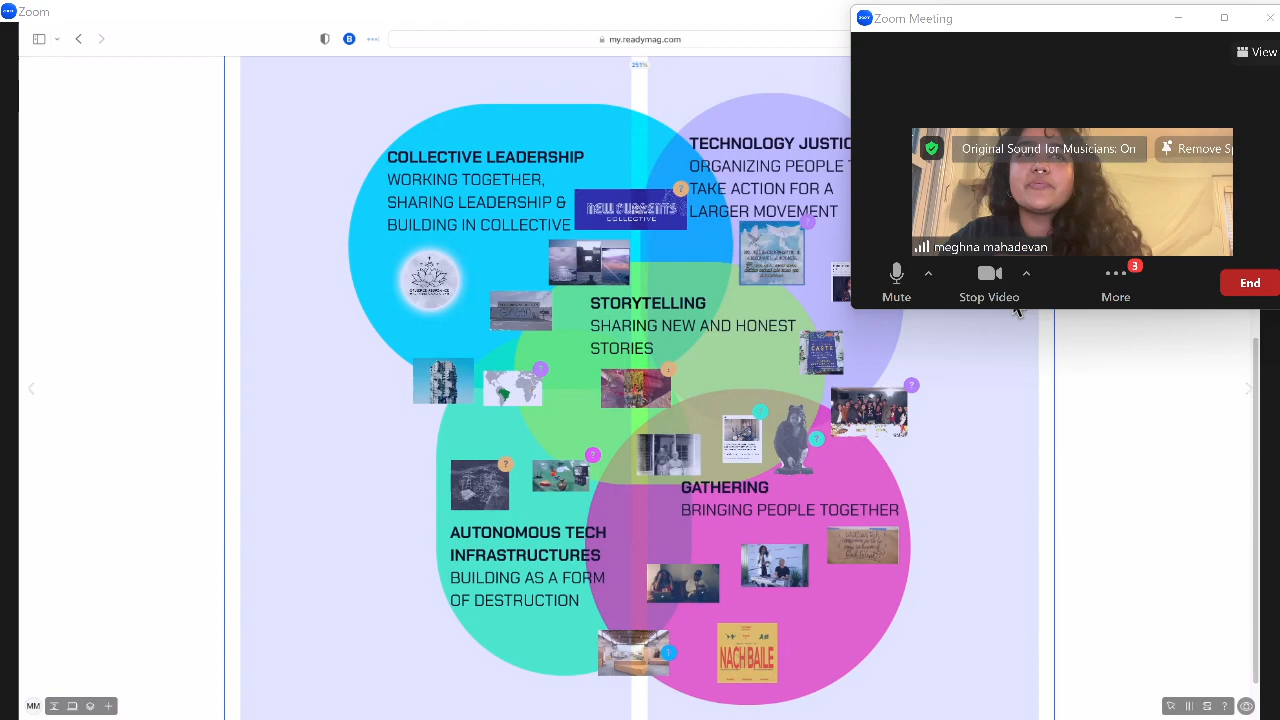 Zoom
my.readymag.com
251%
COLLECTIVE LEADERSHIP
WORKING TOGETHER,
SHARING LEADERSHIP &
BUILDING IN COLLECTIVE
NEW CURRENTS
COLLECTIVE
TECHNOLOGY JUSTIC
ORGANIZING PEOPLE T
TAKE ACTION FOR A
LARGER MOVEMENT
STORYTELLING
SHARING NEW AND HONEST
STORIES
CASTE
GATHERING
BRINGING PEOPLE TOGETHER
AUTONOMOUS TECH
INFRASTRUCTURES
BUILDING AS A FORM
OF DESTRUCTION
NACH BAILE
MM
Zoom Meeting
View
Original Sound for Musicians: On
Remove Sp
meghna mahadevan
Mute
Stop Video
3
More
End